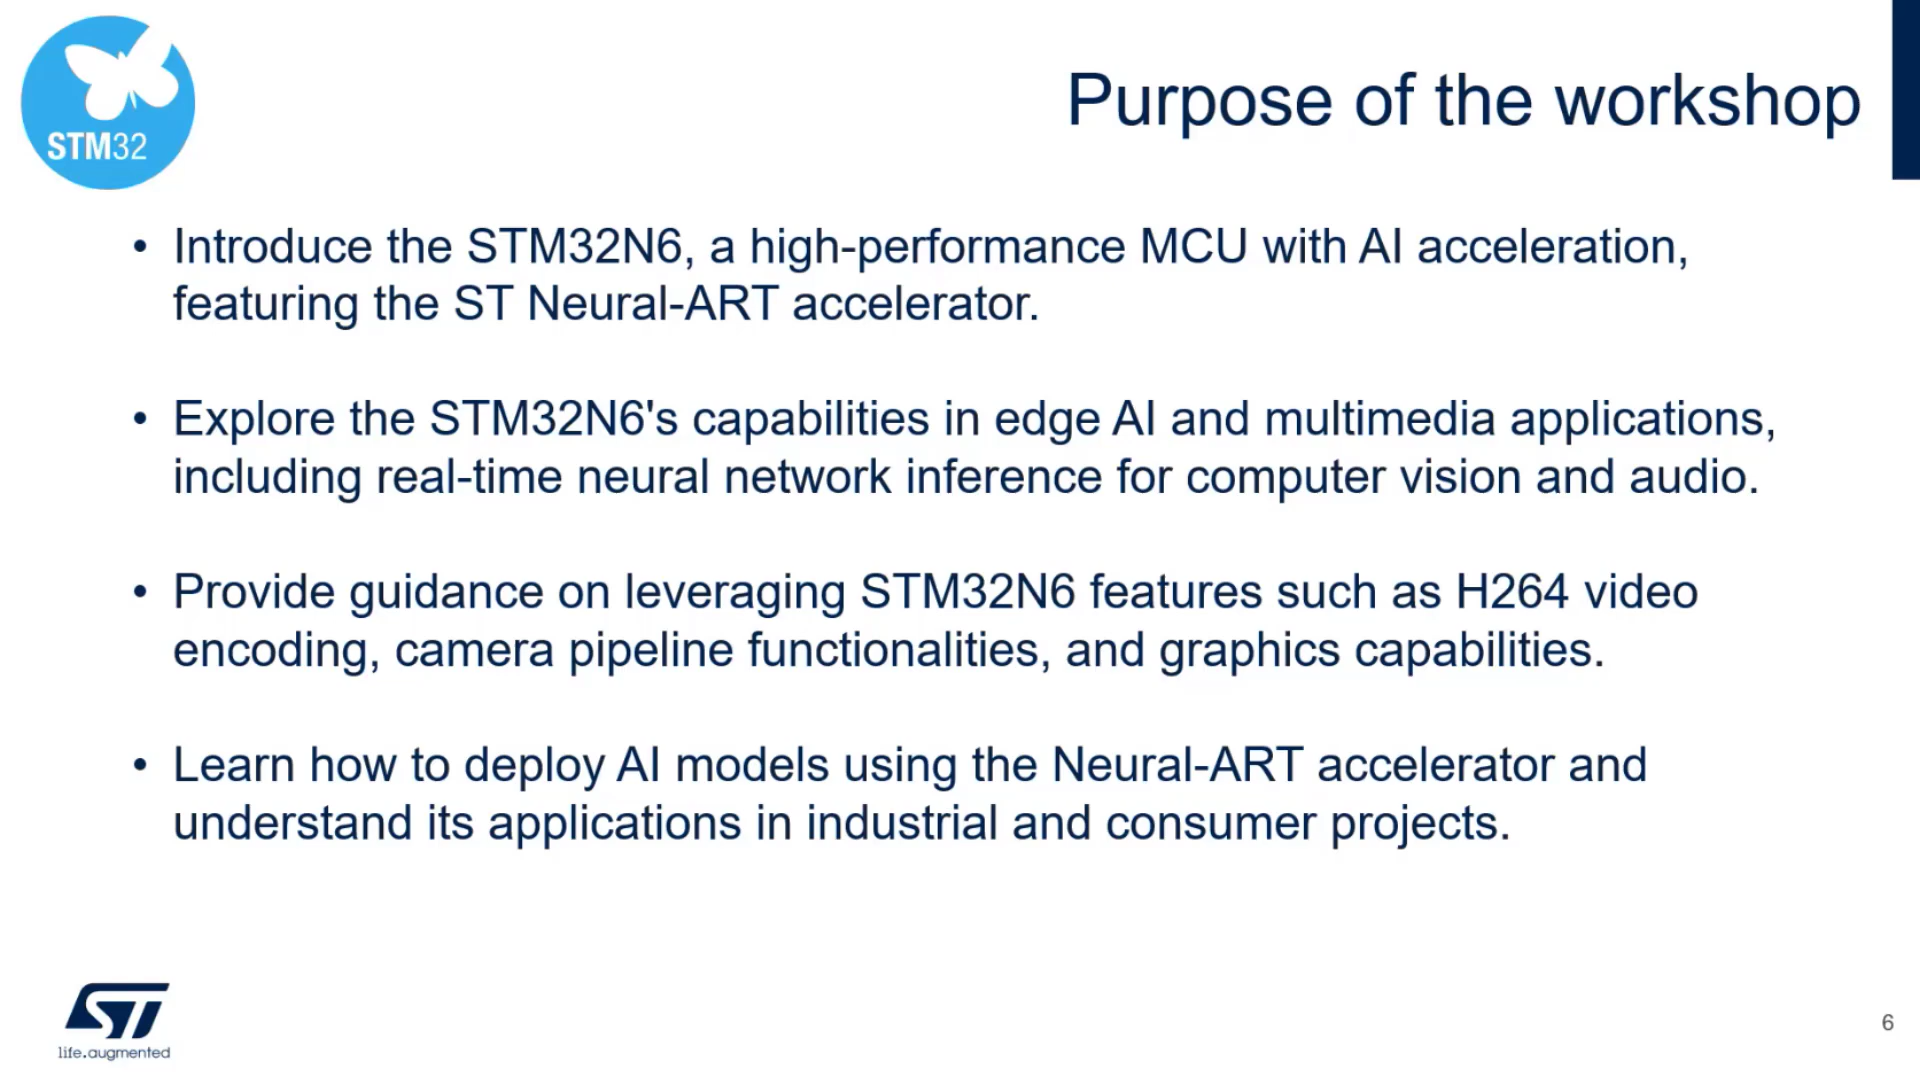 STM32
Purpose of the workshop
• Introduce the STM32N6, a high-performance MCU with AI acceleration,
featuring the ST Neural-ART accelerator.
• Explore the STM32N6's capabilities in edge AI and multimedia applications,
including real-time neural network inference for computer vision and audio.
• Provide guidance on leveraging STM32N6 features such as H264 video
encoding, camera pipeline functionalities, and graphics capabilities.
• Learn how to deploy AI models using the Neural-ART accelerator and
understand its applications in industrial and consumer projects.
ST
life.augmented
6